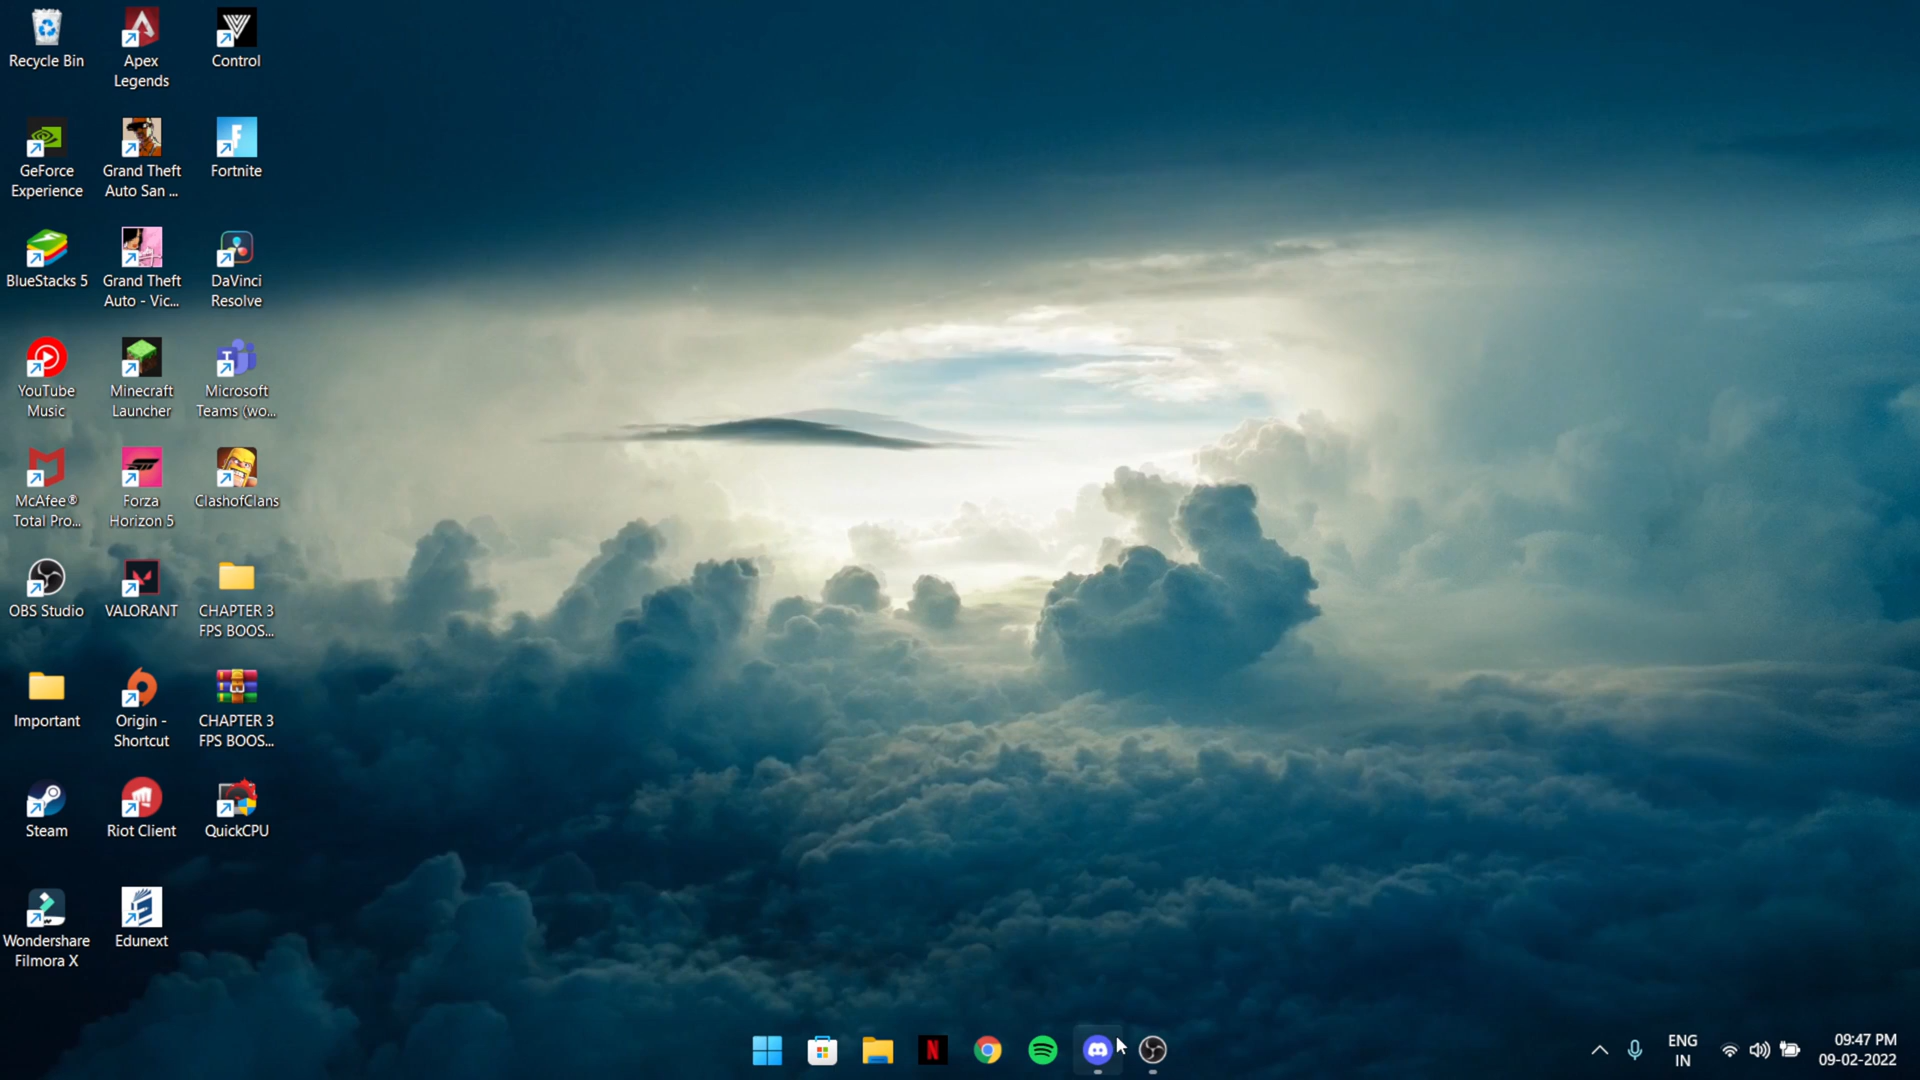 Recycle Bin
Apex
Legends
Control
GeForce
Experience
Grand Theft
Auto San ...
Fortnite
BlueStacks 5
Grand Theft
Auto - Vic...
DaVinci
Resolve
YouTube
Music
Minecraft
Launcher
Microsoft
Teams (wo...
McAfee®
Total Pro...
Forza
Horizon 5
ClashofClans
OBS Studio
VALORANT
CHAPTER 3
FPS BOOS...
Important
Origin -
Shortcut
CHAPTER 3
FPS BOOS...
Steam
Riot Client
QuickCPU
Wondershare
Filmora X
Edunext
ENG
IN
09:47 PM
09-02-2022